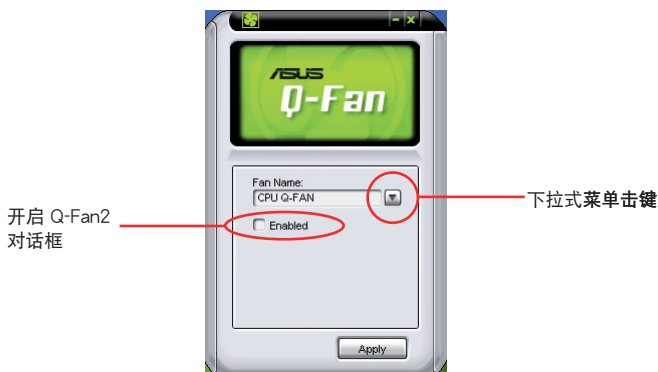 ASUS
Q-Fan
Fan Name:
CPU Q-FAN
Enabled
Apply
开启 Q-Fan2
对话框
下拉式菜单击键